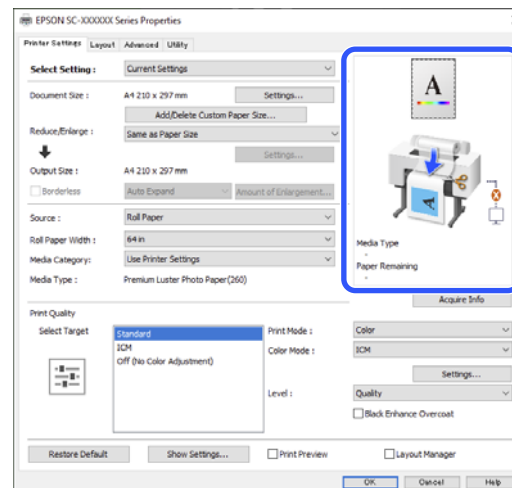 EPSON SC-XXXXXX Series Properties
Printer Settings Layout Advanced Utility
Select Setting : Current Settings
Document Size : A4 210 x 297 mm Settings...
Add/Delete Custom Paper Size...
Reduce/Enlarge : Same as Paper Size
Settings...
Output Size : A4 210 x 297 mm
Borderless Auto Expand Amount of Enlargement...
Source : Roll Paper
Roll Paper Width : 64 in
Media Category: Use Printer Settings
Media Type : Premium Luster Photo Paper(260)
A
A
Media Type
-
Paper Remaining
-
Acquire Info
Print Quality
Select Target
Standard
ICM
Off (No Color Adjustment)
Print Mode : Color
Color Mode : ICM
Settings...
Level : Quality
Black Enhance Overcoat
Restore Default Show Settings... Print Preview Layout Manager
OK Cancel Help